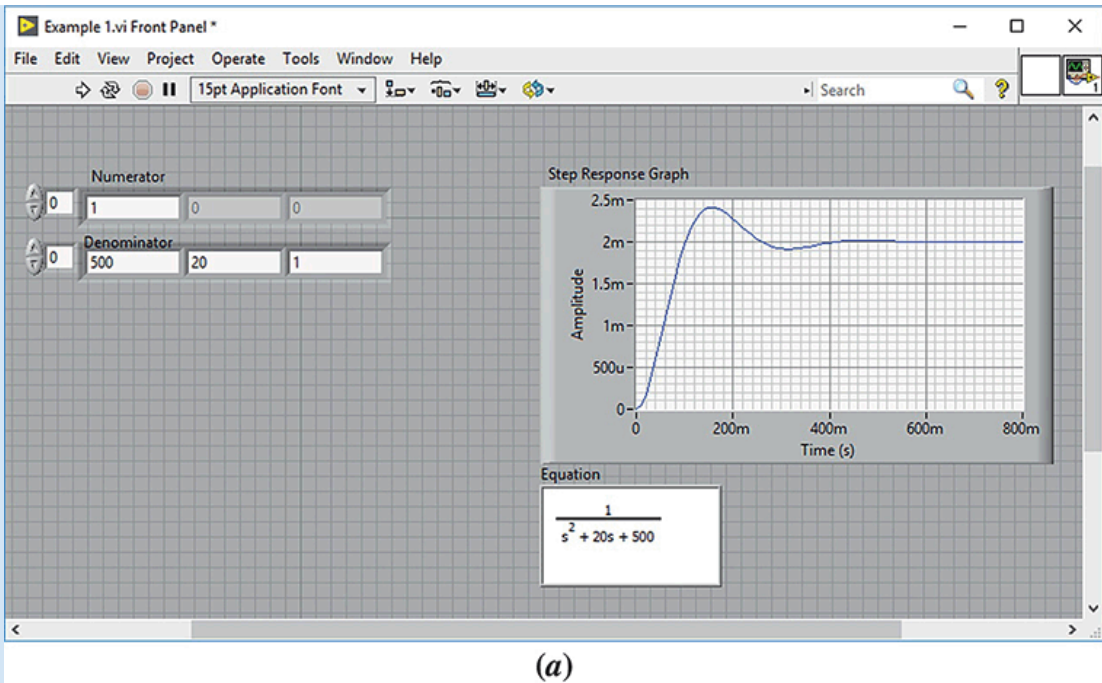 Example 1.vi Front Panel *
File Edit View Project Operate Tools Window Help
15pt Application Font
Search
1
Numerator
0 1 0 0
Denominator
0 500 20 1
Step Response Graph
2.5m
2m
1.5m
1m
500u
0
Amplitude
0 200m 400m 600m 800m
Time (s)
Equation
1
s² + 20s + 500
(a)